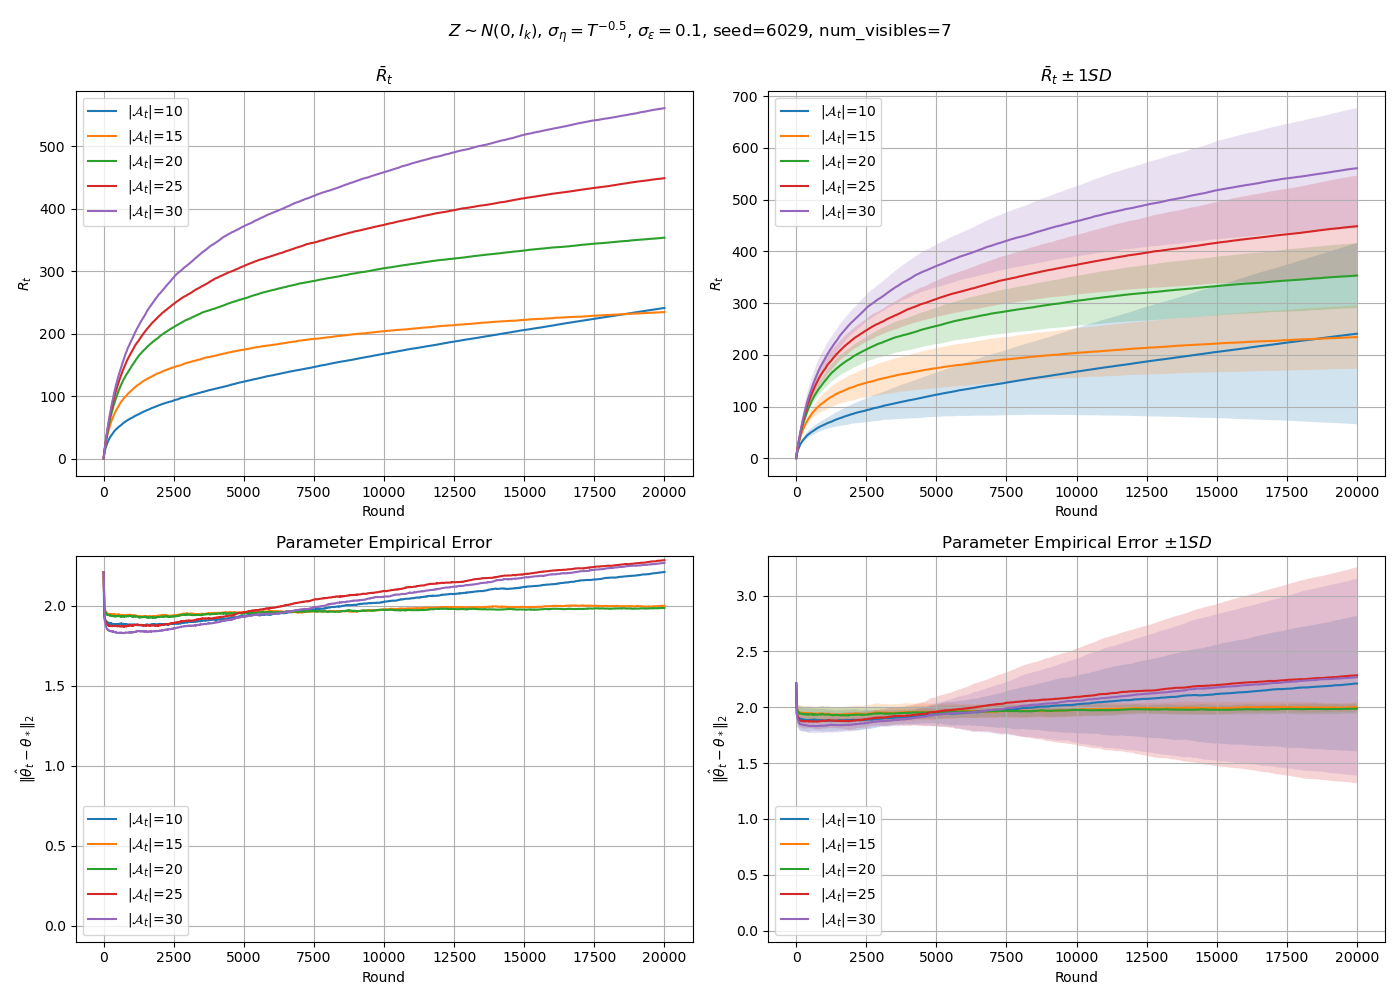 Z ∼ N(0, I_k), σ_η = T^{−0.5}, σ_ε = 0.1, seed=6029, num_visibles=7
R̄_t
R_t
500
400
300
200
100
0
|𝒜_t|=10
|𝒜_t|=15
|𝒜_t|=20
|𝒜_t|=25
|𝒜_t|=30
0 2500 5000 7500 10000 12500 15000 17500 20000
Round
R̄_t ± 1SD
R_t
700
600
500
400
300
200
100
0
|𝒜_t|=10
|𝒜_t|=15
|𝒜_t|=20
|𝒜_t|=25
|𝒜_t|=30
0 2500 5000 7500 10000 12500 15000 17500 20000
Round
Parameter Empirical Error
‖θ̂_t − θ_*‖_2
2.0
1.5
1.0
0.5
0.0
|𝒜_t|=10
|𝒜_t|=15
|𝒜_t|=20
|𝒜_t|=25
|𝒜_t|=30
0 2500 5000 7500 10000 12500 15000 17500 20000
Round
Parameter Empirical Error ±1SD
‖θ̂_t − θ_*‖_2
3.0
2.5
2.0
1.5
1.0
0.5
0.0
|𝒜_t|=10
|𝒜_t|=15
|𝒜_t|=20
|𝒜_t|=25
|𝒜_t|=30
0 2500 5000 7500 10000 12500 15000 17500 20000
Round